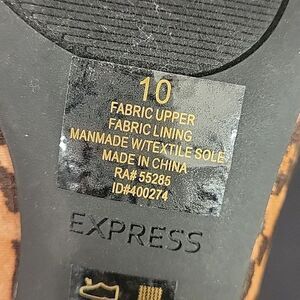 10
FABRIC UPPER
FABRIC LINING
MANMADE W/TEXTILE SOLE
MADE IN CHINA
RA# 55285
ID#400274
EXPRESS